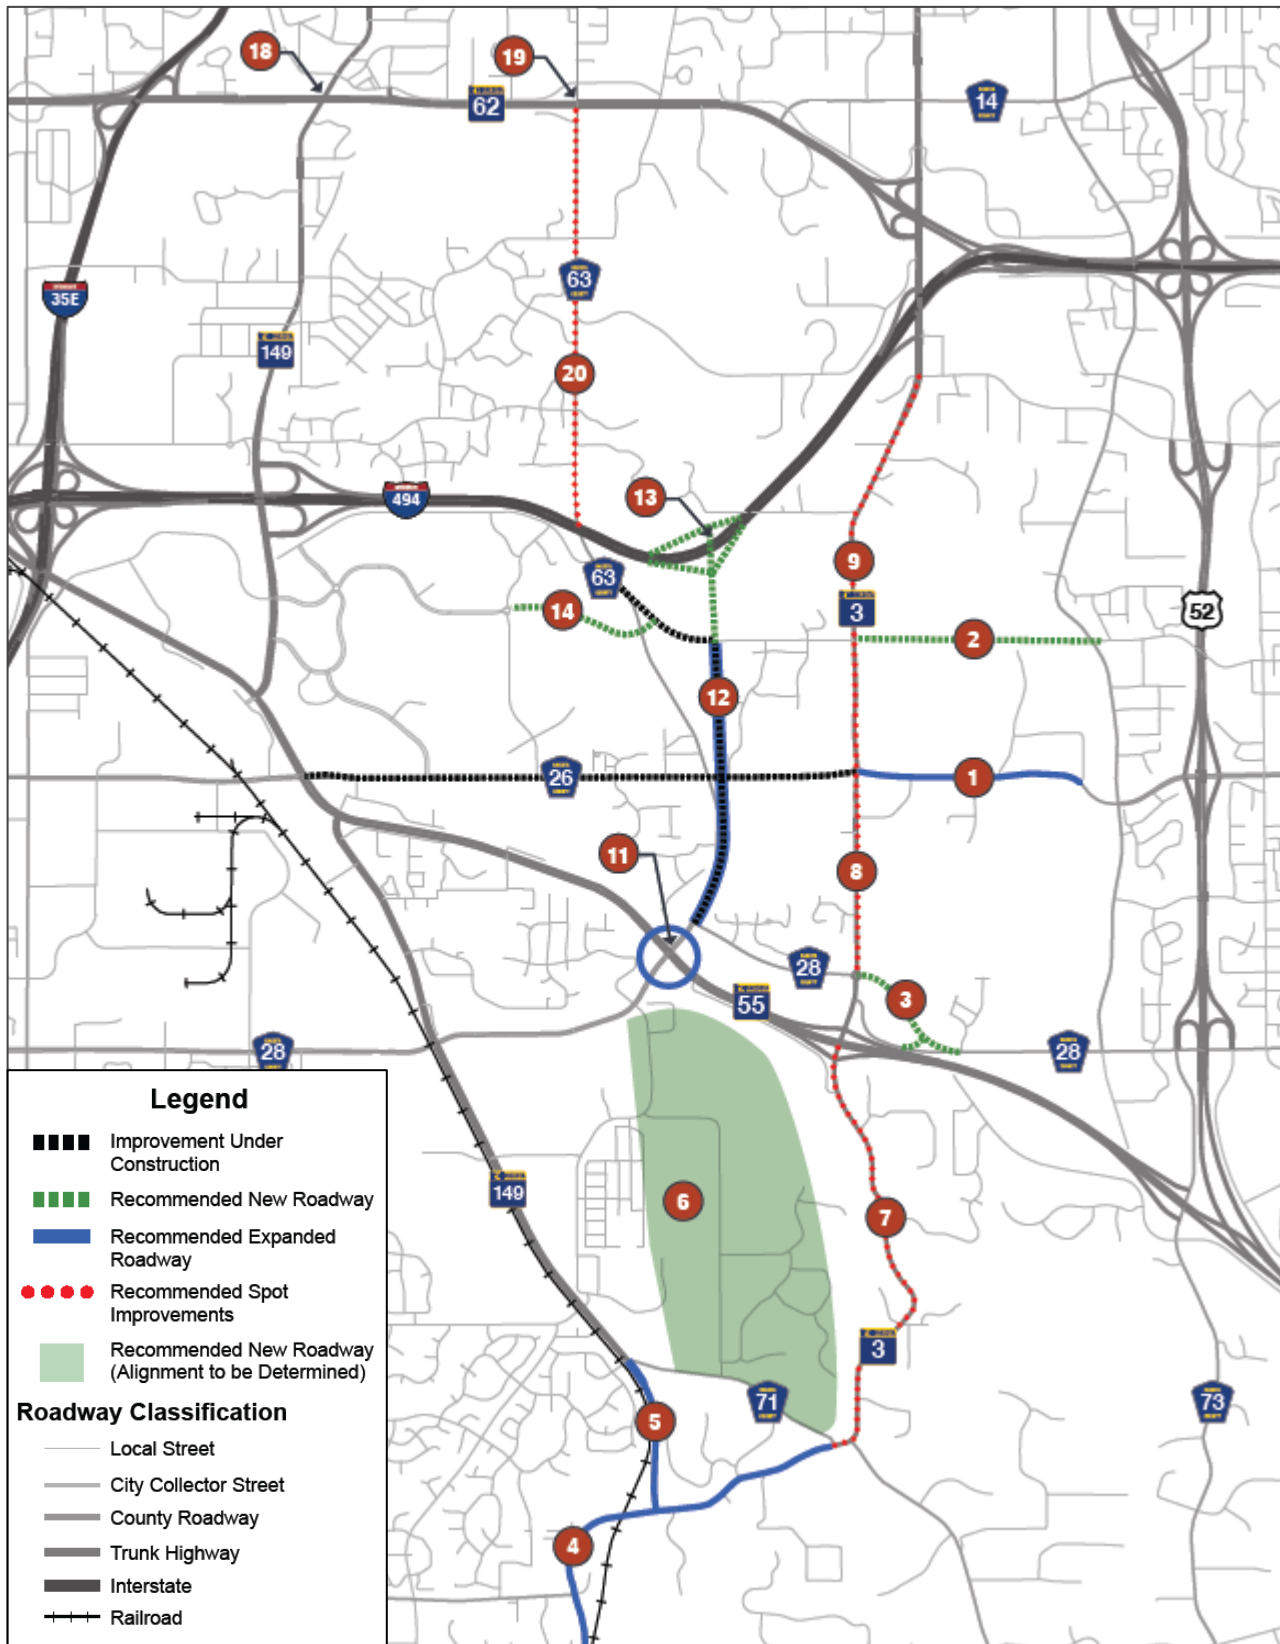 18
19
62
14
63
35E
149
20
494
13
9
63
14
3
52
2
12
26
1
11
8
28
3
55
28
28
Legend
Improvement Under
Construction
Recommended New Roadway
Recommended Expanded
Roadway
Recommended Spot
Improvements
Recommended New Roadway
(Alignment to be Determined)
Roadway Classification
Local Street
City Collector Street
County Roadway
Trunk Highway
Interstate
Railroad
149
6
7
3
71
73
5
4